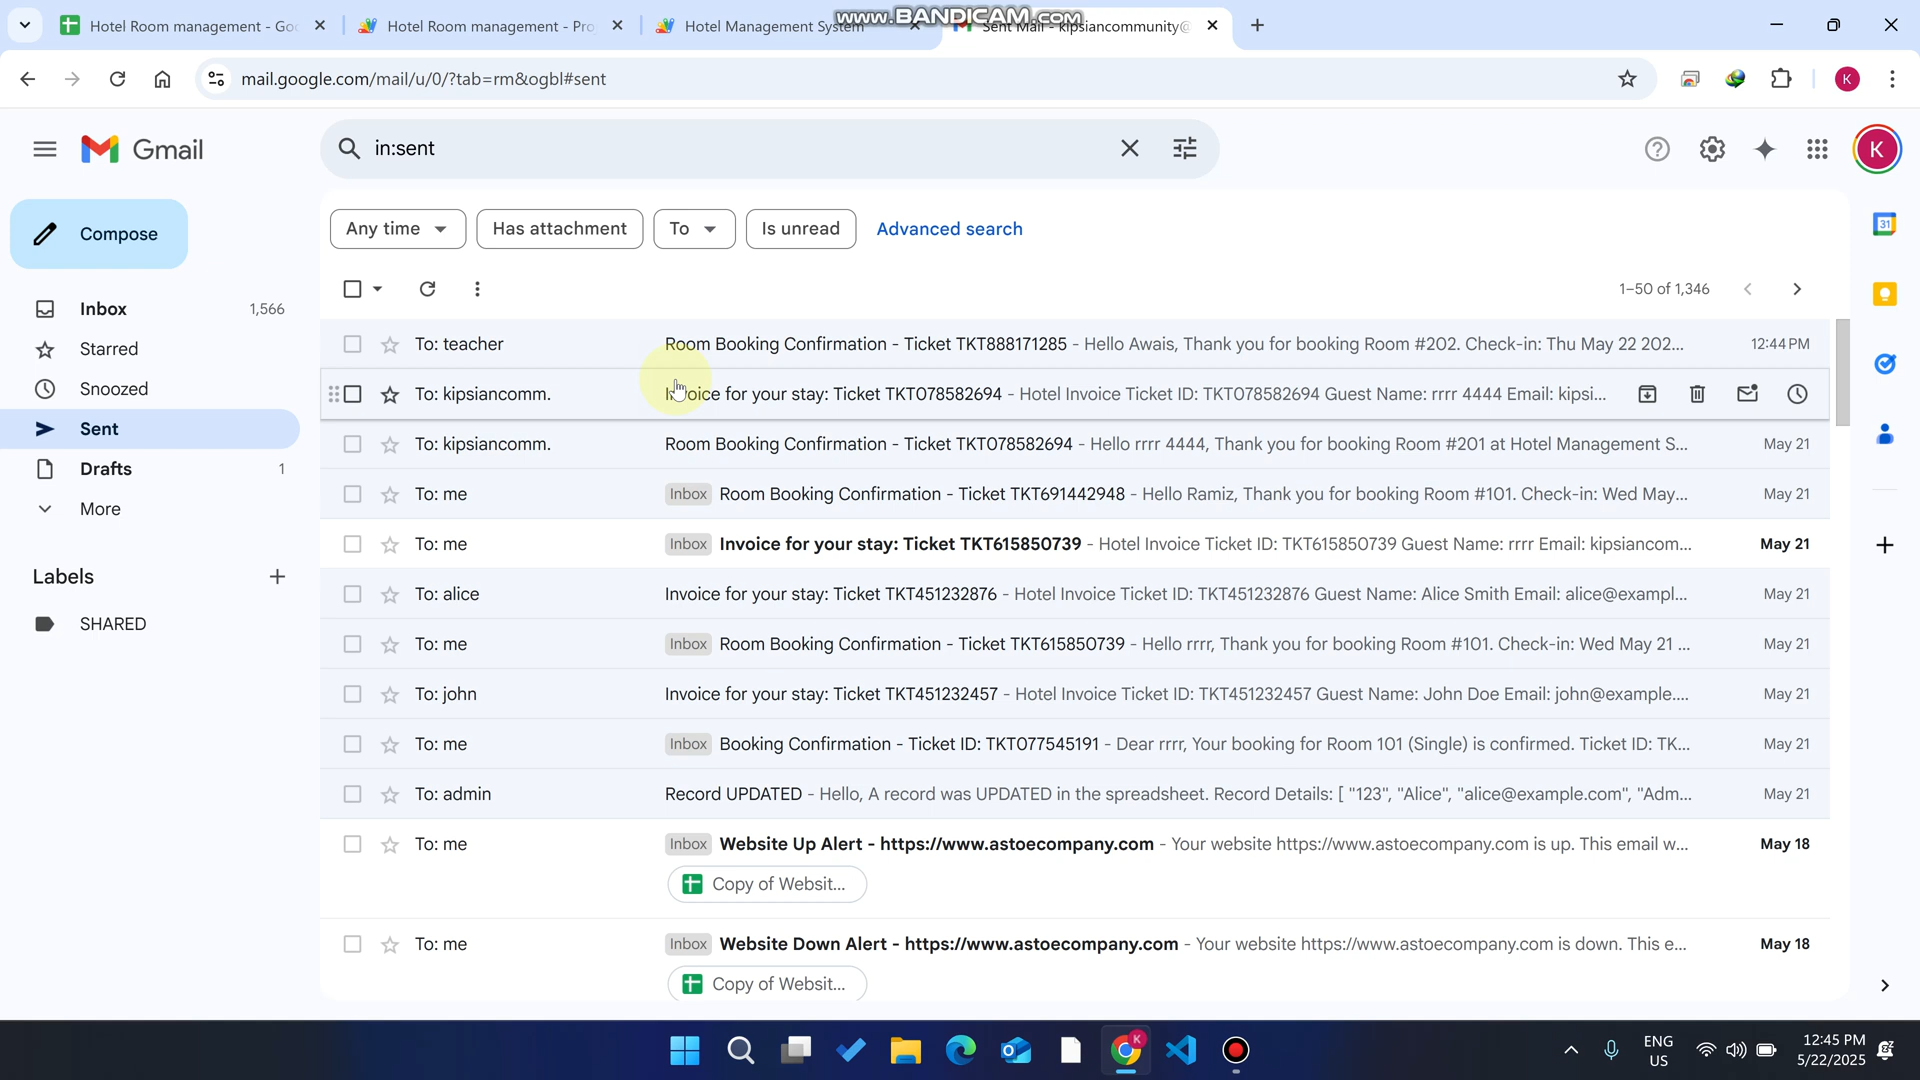 Hotel Room management - Goo
Hotel Room management - Pro
Hotel Management System
Sent Mail - kipsiancommunity@
www.BANDICAM.com
mail.google.com/mail/u/0/?tab=rm&ogbl#sent
K
Gmail
in:sent
K
Compose
Any time
Has attachment
To
Is unread
Advanced search
31
Inbox 1,566
1–50 of 1,346
Starred
Snoozed
Sent
Drafts 1
More
Labels
SHARED
To: teacher Room Booking Confirmation - Ticket TKT888171285 - Hello Awais, Thank you for booking Room #202. Check-in: Thu May 22 202... 12:44 PM
To: kipsiancomm. Invoice for your stay: Ticket TKT078582694 - Hotel Invoice Ticket ID: TKT078582694 Guest Name: rrrr 4444 Email: kipsi...
To: kipsiancomm. Room Booking Confirmation - Ticket TKT078582694 - Hello rrrr 4444, Thank you for booking Room #201 at Hotel Management S... May 21
To: me Inbox Room Booking Confirmation - Ticket TKT691442948 - Hello Ramiz, Thank you for booking Room #101. Check-in: Wed May... May 21
To: me Inbox Invoice for your stay: Ticket TKT615850739 - Hotel Invoice Ticket ID: TKT615850739 Guest Name: rrrr Email: kipsiancom... May 21
To: alice Invoice for your stay: Ticket TKT451232876 - Hotel Invoice Ticket ID: TKT451232876 Guest Name: Alice Smith Email: alice@exampl... May 21
To: me Inbox Room Booking Confirmation - Ticket TKT615850739 - Hello rrrr, Thank you for booking Room #101. Check-in: Wed May 21 ... May 21
To: john Invoice for your stay: Ticket TKT451232457 - Hotel Invoice Ticket ID: TKT451232457 Guest Name: John Doe Email: john@example.... May 21
To: me Inbox Booking Confirmation - Ticket ID: TKT077545191 - Dear rrrr, Your booking for Room 101 (Single) is confirmed. Ticket ID: TK... May 21
To: admin Record UPDATED - Hello, A record was UPDATED in the spreadsheet. Record Details: [ "123", "Alice", "alice@example.com", "Adm... May 21
To: me Inbox Website Up Alert - https://www.astoecompany.com - Your website https://www.astoecompany.com is up. This email w... May 18
Copy of Websit...
To: me Inbox Website Down Alert - https://www.astoecompany.com - Your website https://www.astoecompany.com is down. This e... May 18
Copy of Websit...
ENG
US
12:45 PM
5/22/2025